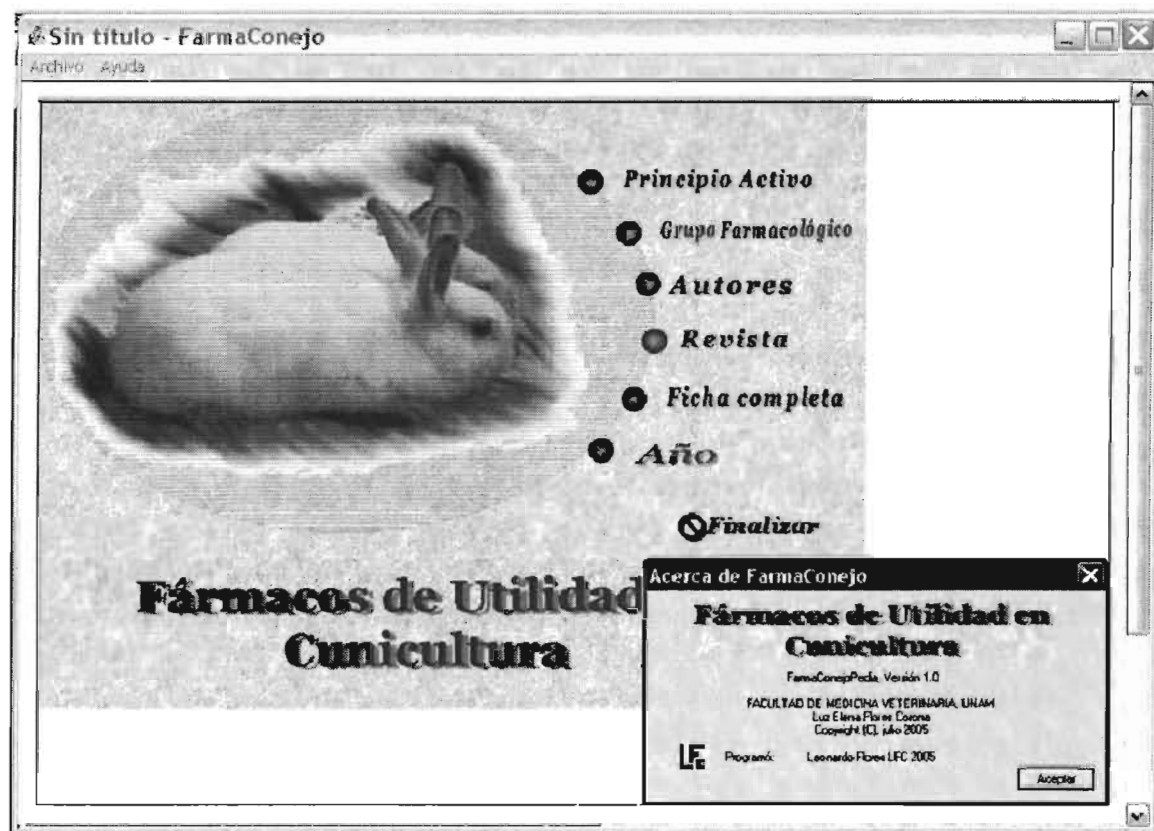 Sin título - FarmaConejo
Archivo Ayuda
Principio Activo
Grupo Farmacológico
Autores
Revista
Ficha completa
Año
Finalizar
Fármacos de Utilidad
Cunicultura
Acerca de FarmaConejo
Fármacos de Utilidad en
Cunicultura
FarmaConejoPedia, Versión 1.0
FACULTAD DE MEDICINA VETERINARIA, UNAM
Luz Elena Flores Corona
Copyright (C), julio 2005
LFC
Programó: Leonardo Flores LFC 2005
Aceptar